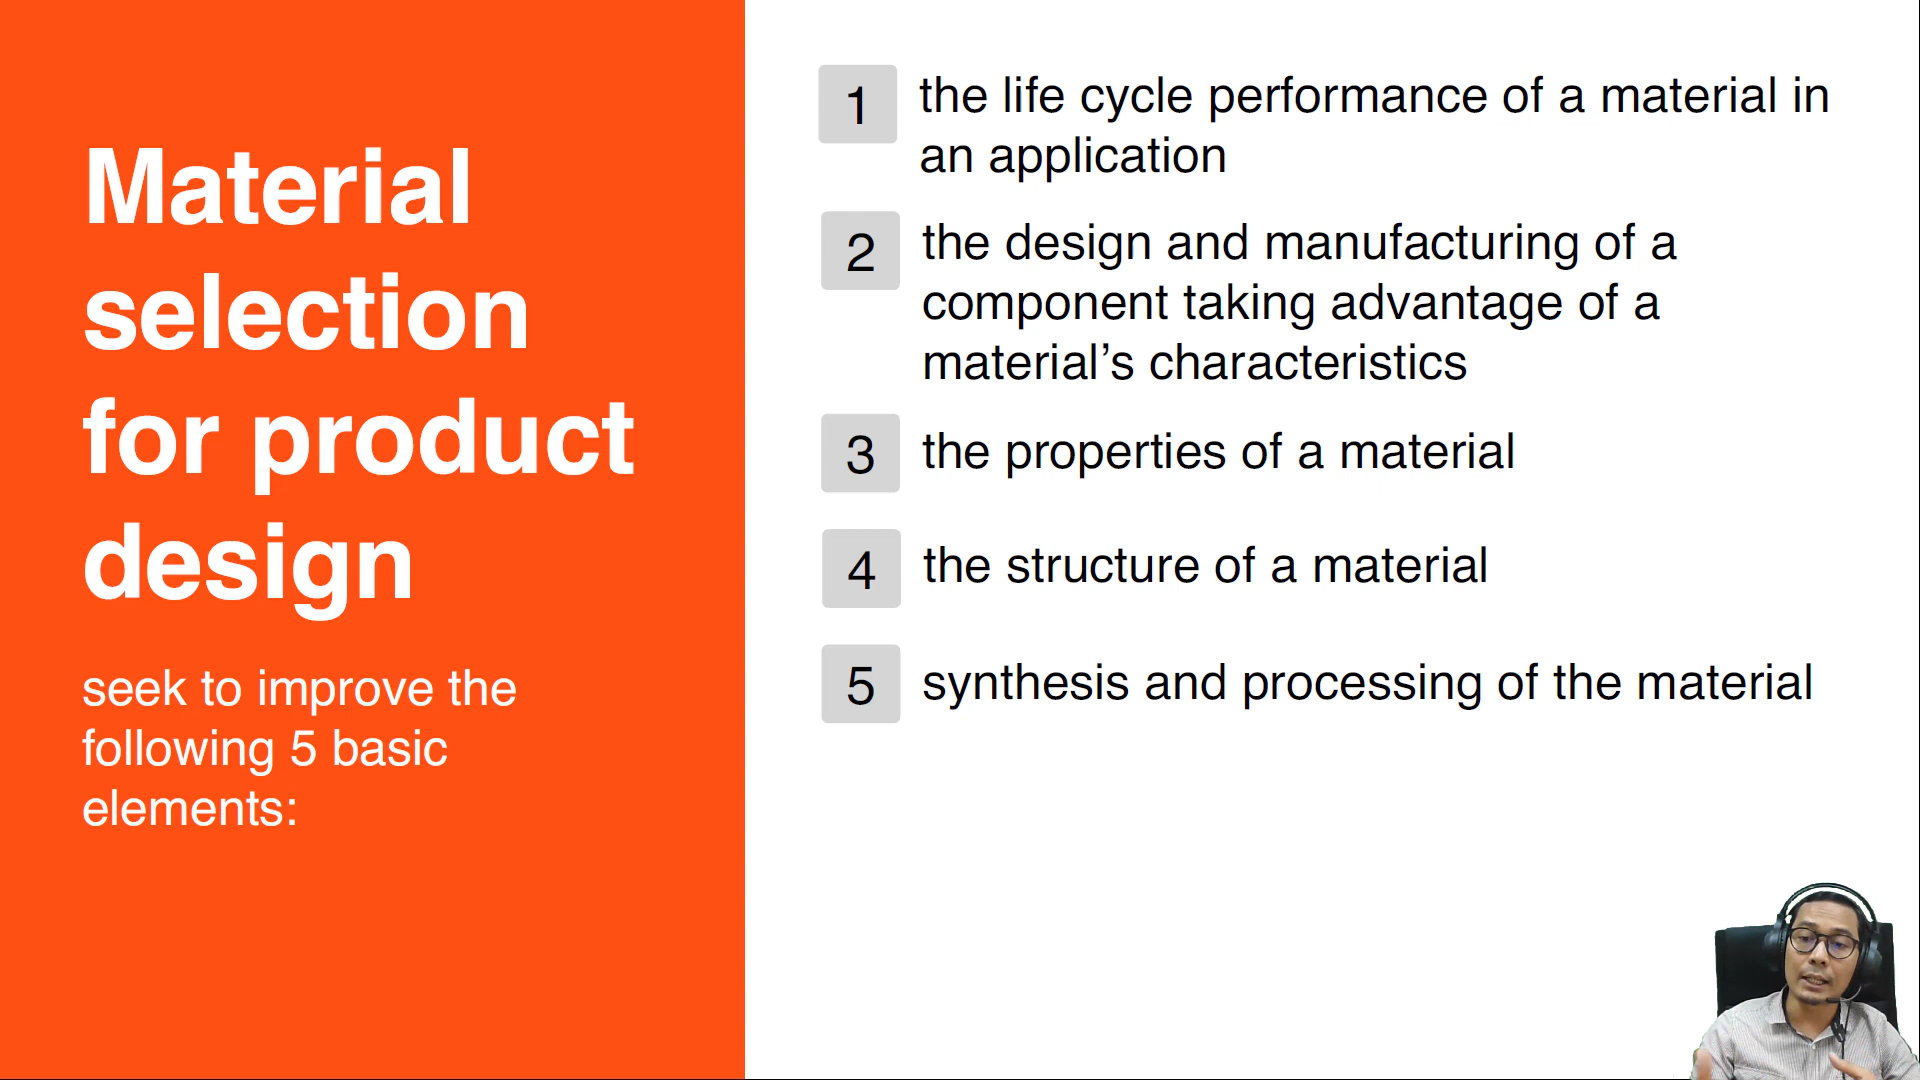 Material
selection
for product
design
seek to improve the
following 5 basic
elements:
1 the life cycle performance of a material in
an application
2 the design and manufacturing of a
component taking advantage of a
material’s characteristics
3 the properties of a material
4 the structure of a material
5 synthesis and processing of the material